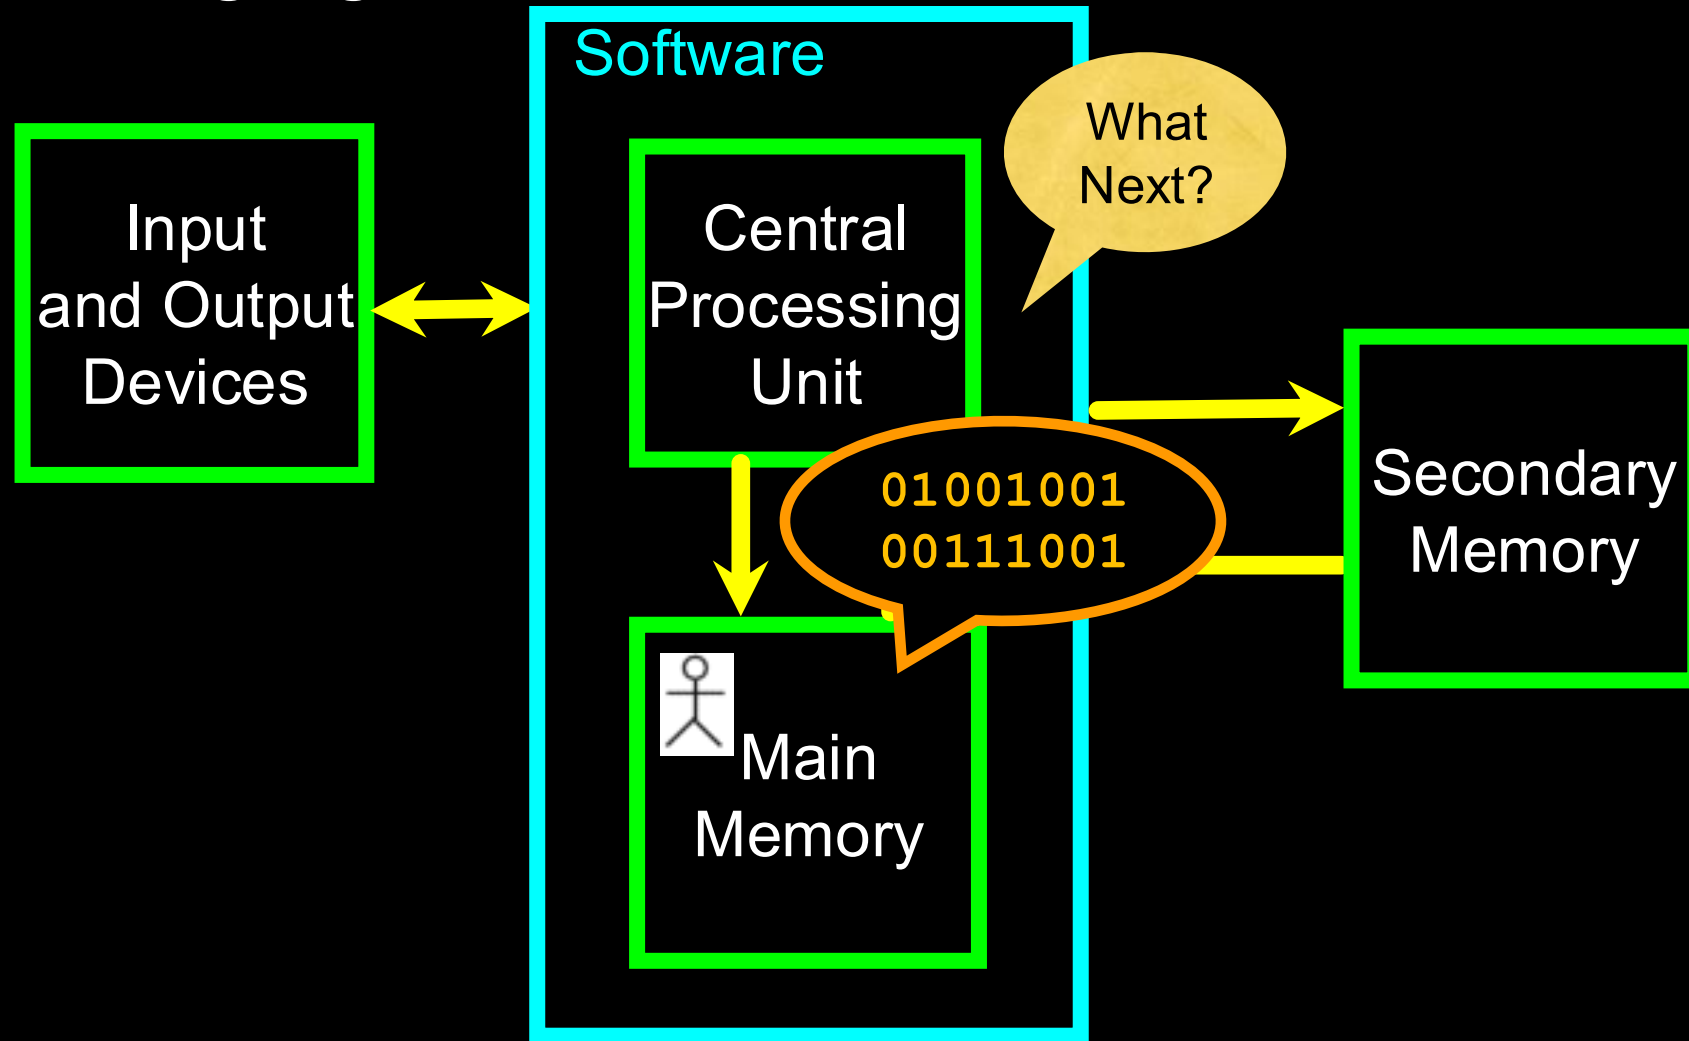 Software
What
Next?
Input
and Output
Devices
Central
Processing
Unit
01001001
00111001
Secondary
Memory
Main
Memory